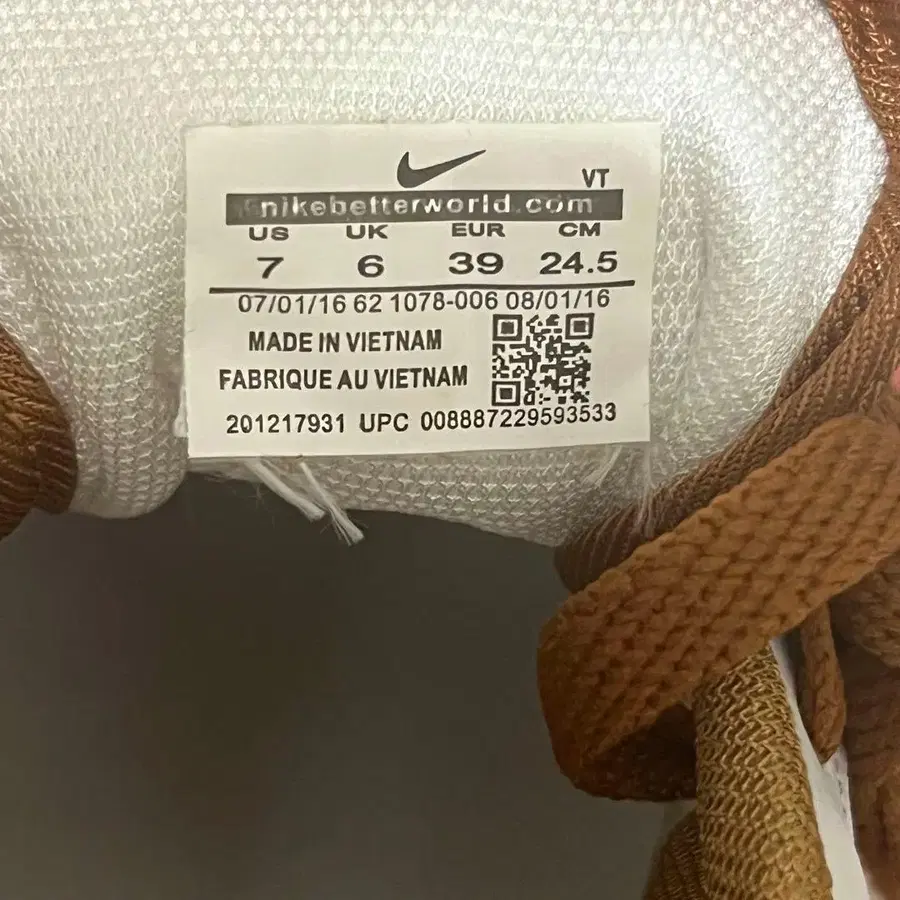 VT
nikebetterworld.com
US UK EUR CM
7 6 39 24.5
07/01/16 62 1078-006 08/01/16
MADE IN VIETNAM
FABRIQUE AU VIETNAM
201217931 UPC 008887229593533